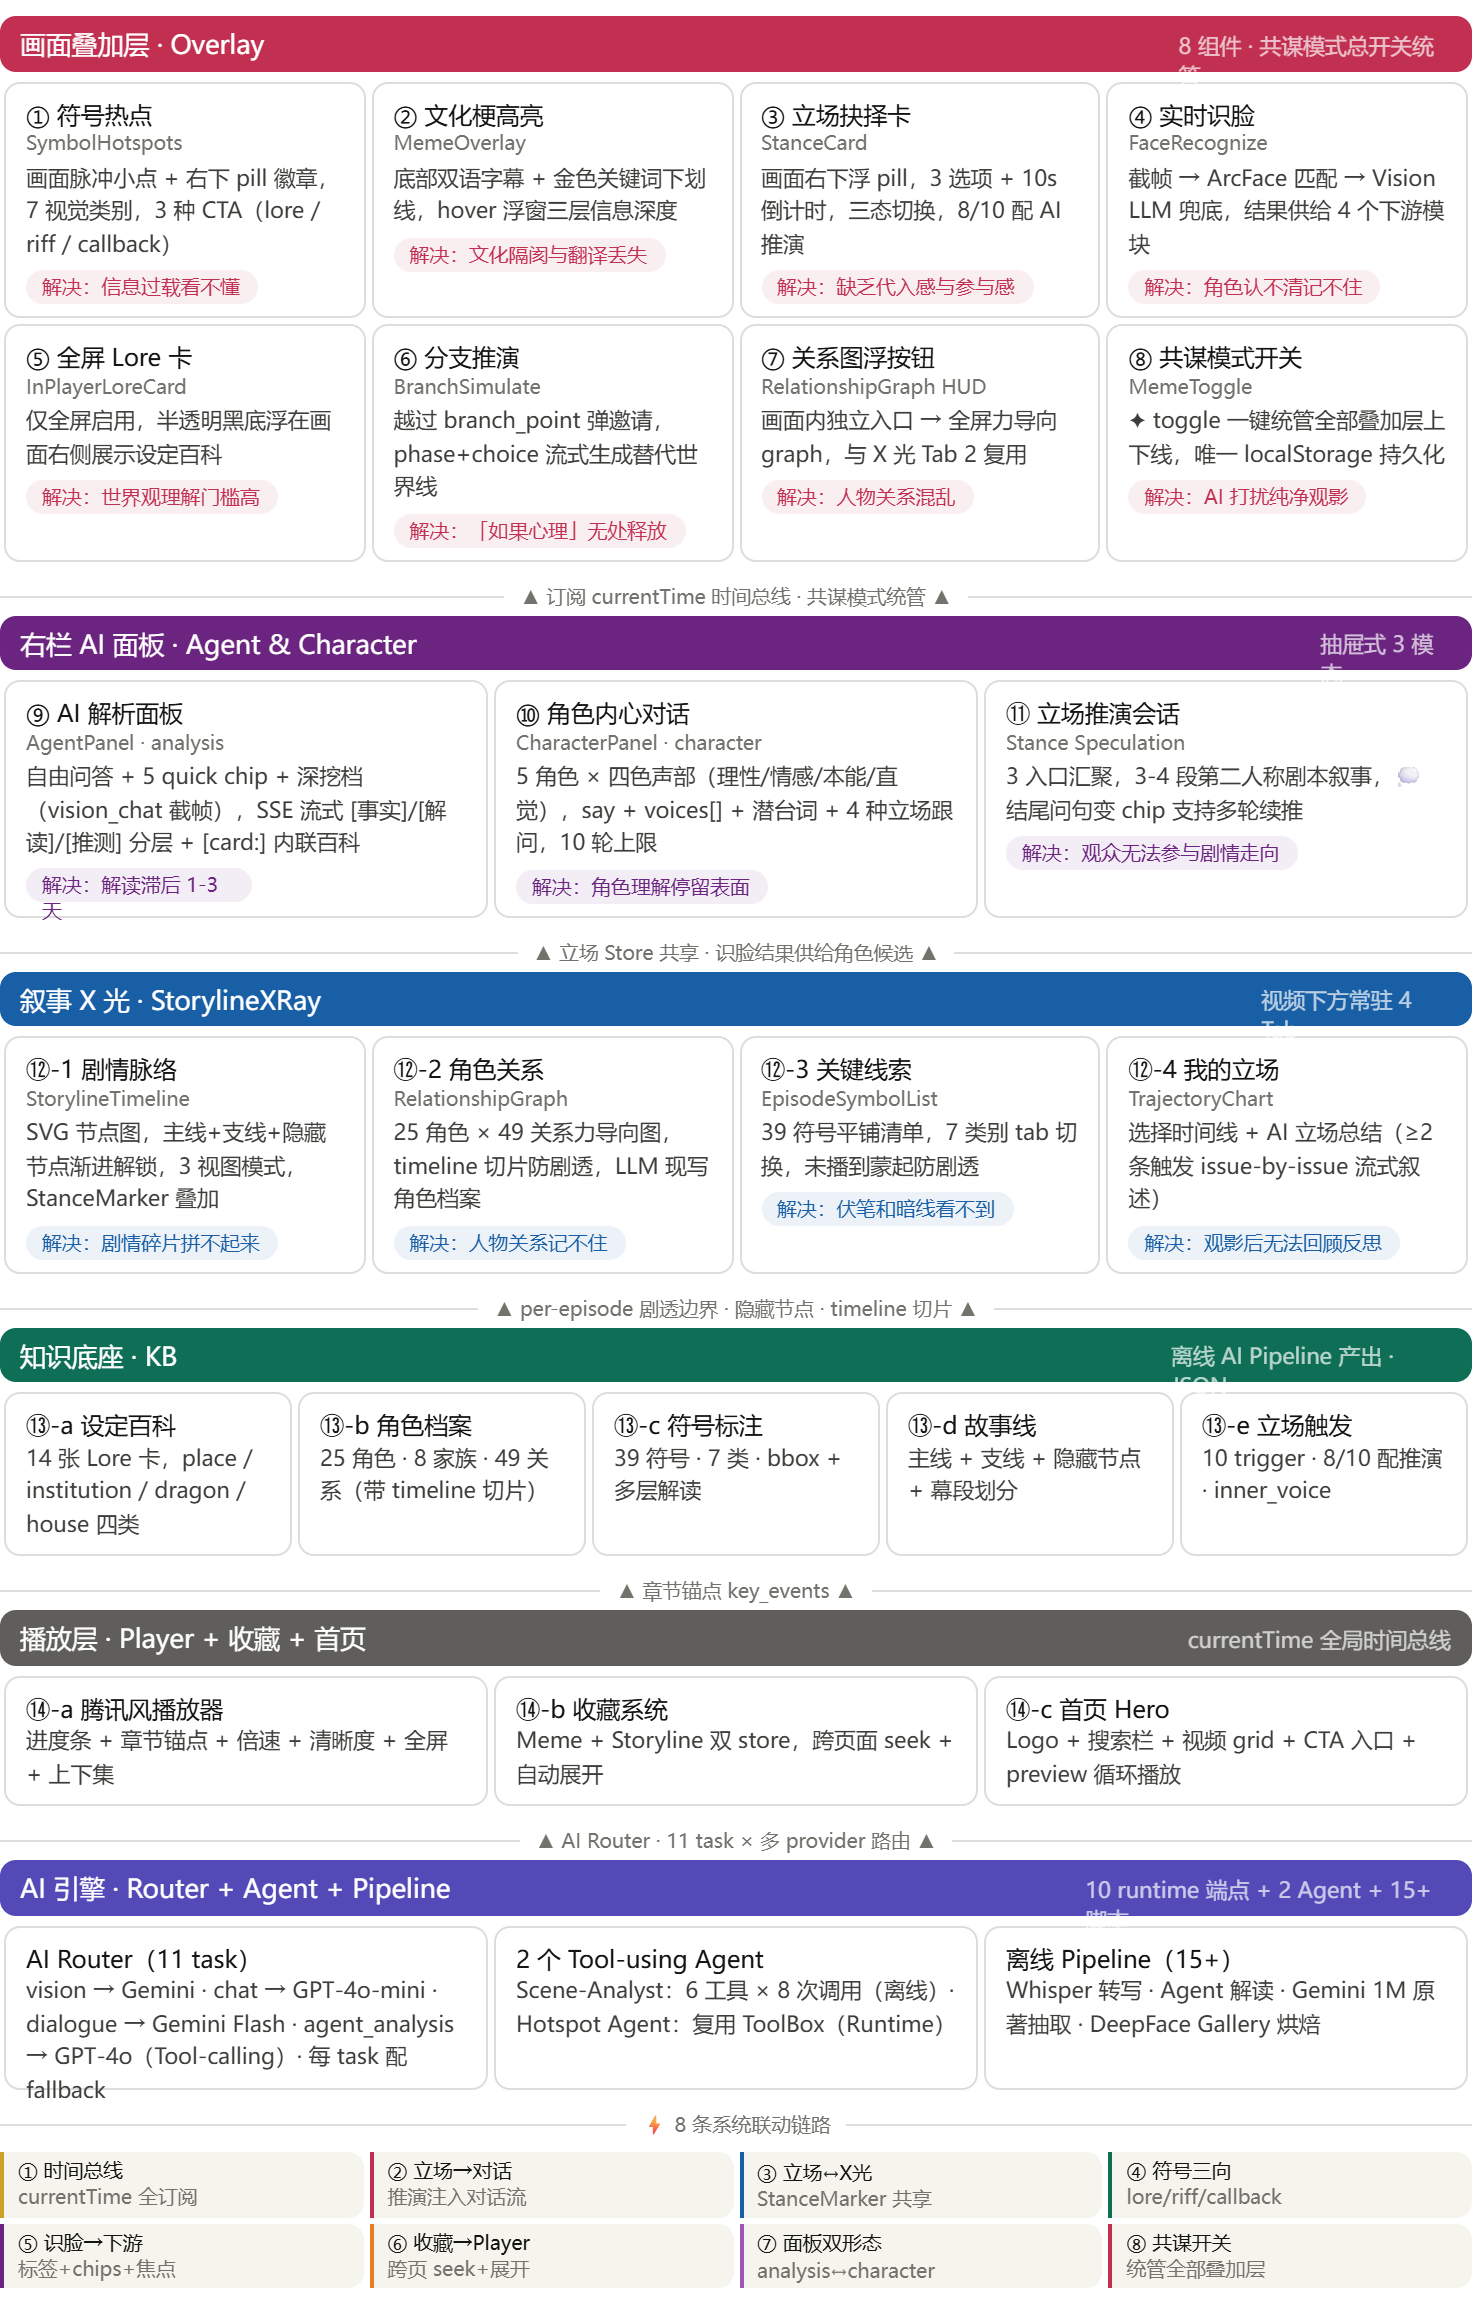 画面叠加层 · Overlay
8 组件 · 共谋模式总开关统
① 符号热点
SymbolHotspots
画面脉冲小点 + 右下 pill 徽章，
7 视觉类别，3 种 CTA（lore /
riff / callback）
解决：信息过载看不懂
② 文化梗高亮
MemeOverlay
底部双语字幕 + 金色关键词下划
线，hover 浮窗三层信息深度
解决：文化隔阂与翻译丢失
③ 立场抉择卡
StanceCard
画面右下浮 pill，3 选项 + 10s
倒计时，三态切换，8/10 配 AI
推演
解决：缺乏代入感与参与感
④ 实时识脸
FaceRecognize
截帧 → ArcFace 匹配 → Vision
LLM 兜底，结果供给 4 个下游模
块
解决：角色认不清记不住
⑤ 全屏 Lore 卡
InPlayerLoreCard
仅全屏启用，半透明黑底浮在画
面右侧展示设定百科
解决：世界观理解门槛高
⑥ 分支推演
BranchSimulate
越过 branch_point 弹邀请，
phase+choice 流式生成替代世
界线
解决：「如果心理」无处释放
⑦ 关系图浮按钮
RelationshipGraph HUD
画面内独立入口 → 全屏力导向
graph，与 X 光 Tab 2 复用
解决：人物关系混乱
⑧ 共谋模式开关
MemeToggle
✦ toggle 一键统管全部叠加层上
下线，唯一 localStorage 持久化
解决：AI 打扰纯净观影
▲ 订阅 currentTime 时间总线 · 共谋模式统管 ▲
右栏 AI 面板 · Agent & Character
抽屉式 3 模
⑨ AI 解析面板
AgentPanel · analysis
自由问答 + 5 quick chip + 深挖档
（vision_chat 截帧），SSE 流式 [事实]/[解
读]/[推测] 分层 + [card:] 内联百科
解决：解读滞后 1-3
天
⑩ 角色内心对话
CharacterPanel · character
5 角色 × 四色声部（理性/情感/本能/直
觉），say + voices[] + 潜台词 + 4 种立场跟
问，10 轮上限
解决：角色理解停留表面
⑪ 立场推演会话
Stance Speculation
3 入口汇聚，3-4 段第二人称剧本叙事，💭
结尾问句变 chip 支持多轮续推
解决：观众无法参与剧情走向
▲ 立场 Store 共享 · 识脸结果供给角色候选 ▲
叙事 X 光 · StorylineXRay
视频下方常驻 4
⑫-1 剧情脉络
StorylineTimeline
SVG 节点图，主线+支线+隐藏
节点渐进解锁，3 视图模式，
StanceMarker 叠加
解决：剧情碎片拼不起来
⑫-2 角色关系
RelationshipGraph
25 角色 × 49 关系力导向图，
timeline 切片防剧透，LLM 现写
角色档案
解决：人物关系记不住
⑫-3 关键线索
EpisodeSymbolList
39 符号平铺清单，7 类别 tab 切
换，未播到蒙起防剧透
解决：伏笔和暗线看不到
⑫-4 我的立场
TrajectoryChart
选择时间线 + AI 立场总结（≥2
条触发 issue-by-issue 流式叙
述）
解决：观影后无法回顾反思
▲ per-episode 剧透边界 · 隐藏节点 · timeline 切片 ▲
知识底座 · KB
离线 AI Pipeline 产出 ·
⑬-a 设定百科
14 张 Lore 卡，place /
institution / dragon /
house 四类
⑬-b 角色档案
25 角色 · 8 家族 · 49 关
系（带 timeline 切片）
⑬-c 符号标注
39 符号 · 7 类 · bbox +
多层解读
⑬-d 故事线
主线 + 支线 + 隐藏节点
+ 幕段划分
⑬-e 立场触发
10 trigger · 8/10 配推演
· inner_voice
▲ 章节锚点 key_events ▲
播放层 · Player + 收藏 + 首页
currentTime 全局时间总线
⑭-a 腾讯风播放器
进度条 + 章节锚点 + 倍速 + 清晰度 + 全屏
+ 上下集
⑭-b 收藏系统
Meme + Storyline 双 store，跨页面 seek +
自动展开
⑭-c 首页 Hero
Logo + 搜索栏 + 视频 grid + CTA 入口 +
preview 循环播放
▲ AI Router · 11 task × 多 provider 路由 ▲
AI 引擎 · Router + Agent + Pipeline
10 runtime 端点 + 2 Agent + 15+
AI Router（11 task）
vision → Gemini · chat → GPT-4o-mini ·
dialogue → Gemini Flash · agent_analysis
→ GPT-4o（Tool-calling）· 每 task 配
fallback
2 个 Tool-using Agent
Scene-Analyst：6 工具 × 8 次调用（离线）·
Hotspot Agent：复用 ToolBox（Runtime）
离线 Pipeline（15+）
Whisper 转写 · Agent 解读 · Gemini 1M 原
著抽取 · DeepFace Gallery 烘焙
⚡ 8 条系统联动链路
① 时间总线
currentTime 全订阅
② 立场→对话
推演注入对话流
③ 立场↔X光
StanceMarker 共享
④ 符号三向
lore/riff/callback
⑤ 识脸→下游
标签+chips+焦点
⑥ 收藏→Player
跨页 seek+展开
⑦ 面板双形态
analysis↔character
⑧ 共谋开关
统管全部叠加层